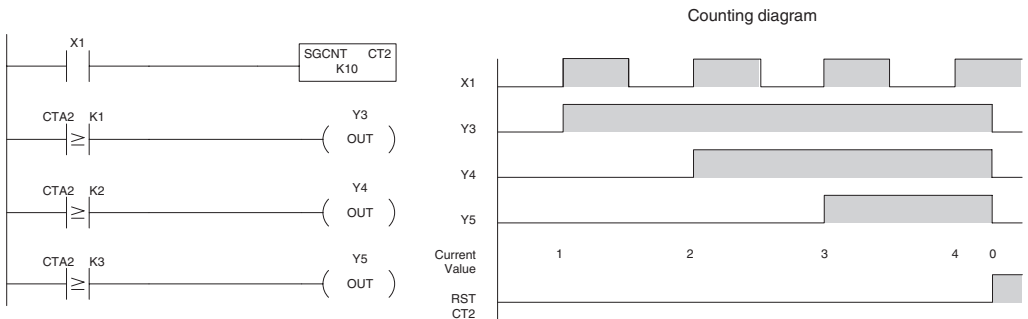 Counting diagram
X1
SGCNT CT2
K10
CTA2 K1
≥
Y3
OUT
CTA2 K2
≥
Y4
OUT
CTA2 K3
≥
Y5
OUT
X1
Y3
Y4
Y5
Current
Value
1 2 3 4 0
RST
CT2